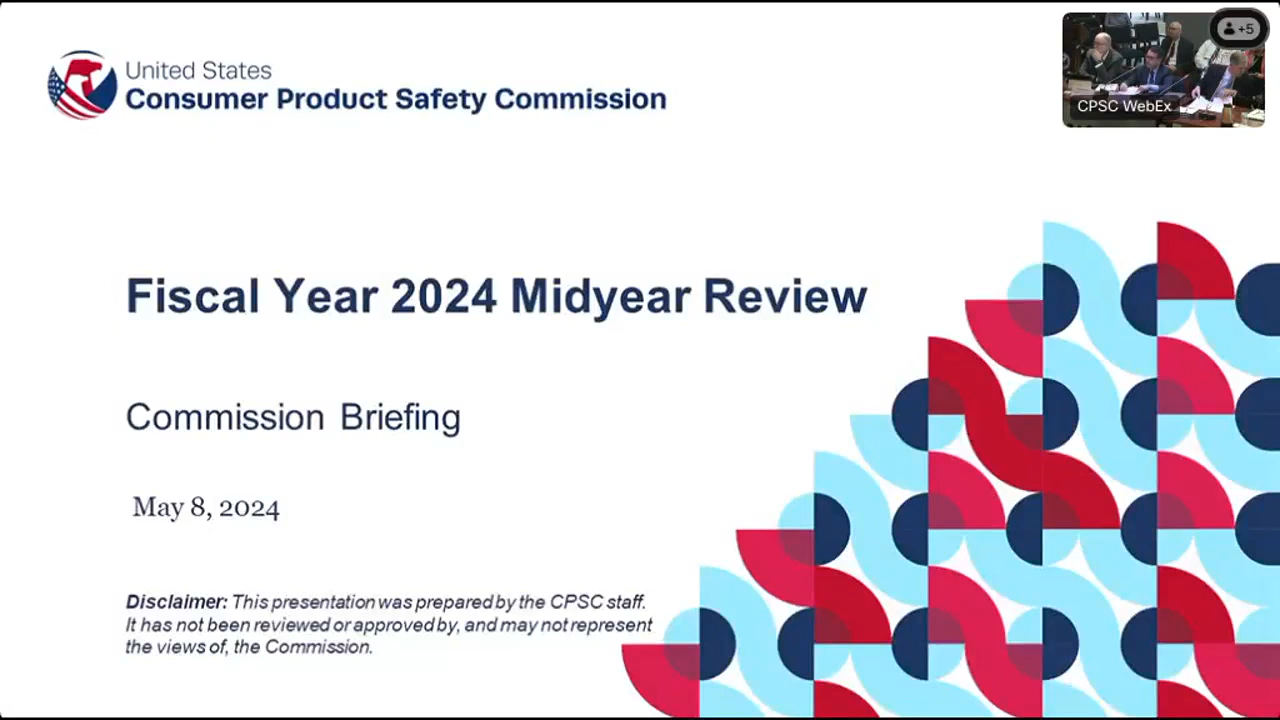 United States
Consumer Product Safety Commission
+5
CPSC WebEx
Fiscal Year 2024 Midyear Review
Commission Briefing
May 8, 2024
Disclaimer: This presentation was prepared by the CPSC staff.
It has not been reviewed or approved by, and may not represent
the views of, the Commission.